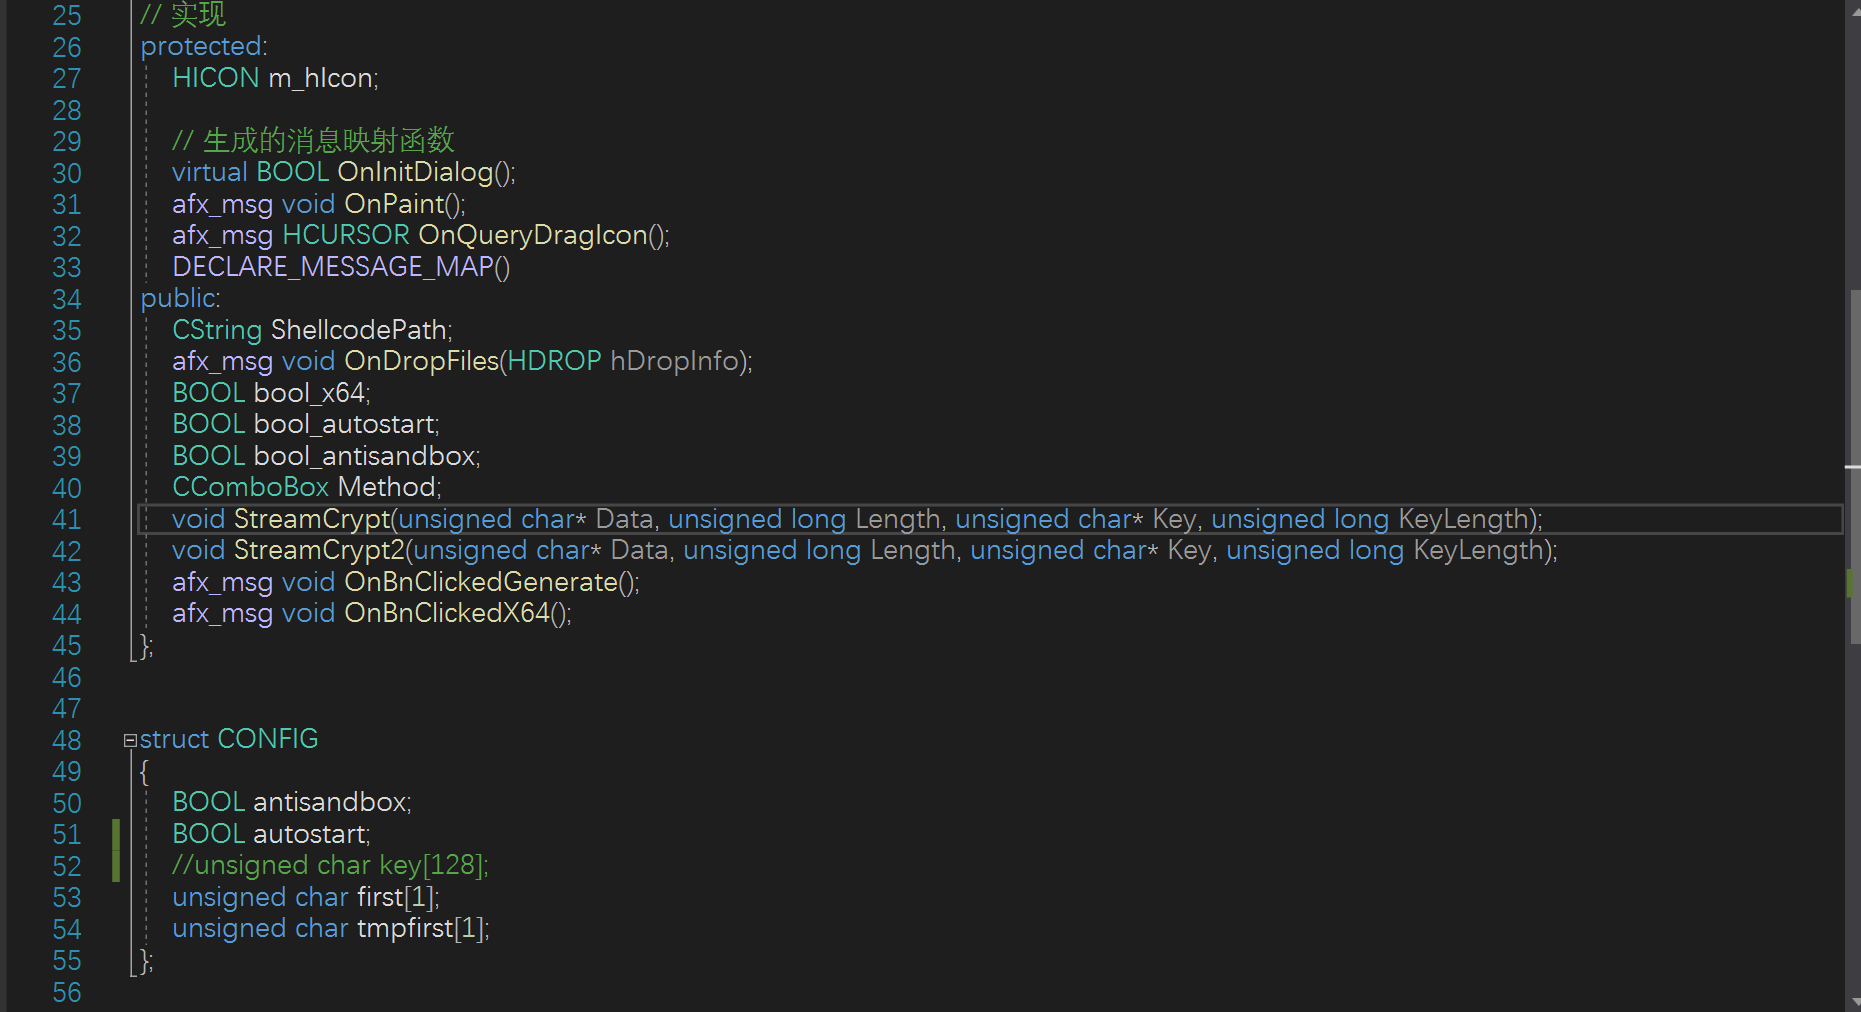 25 // 实现
26 protected:
27 HICON m_hIcon;
28
29 // 生成的消息映射函数
30 virtual BOOL OnInitDialog();
31 afx_msg void OnPaint();
32 afx_msg HCURSOR OnQueryDragIcon();
33 DECLARE_MESSAGE_MAP()
34 public:
35 CString ShellcodePath;
36 afx_msg void OnDropFiles(HDROP hDropInfo);
37 BOOL bool_x64;
38 BOOL bool_autostart;
39 BOOL bool_antisandbox;
40 CComboBox Method;
41 void StreamCrypt(unsigned char* Data, unsigned long Length, unsigned char* Key, unsigned long KeyLength);
42 void StreamCrypt2(unsigned char* Data, unsigned long Length, unsigned char* Key, unsigned long KeyLength);
43 afx_msg void OnBnClickedGenerate();
44 afx_msg void OnBnClickedX64();
45 };
46
47
48 struct CONFIG
49 {
50 BOOL antisandbox;
51 BOOL autostart;
52 //unsigned char key[128];
53 unsigned char first[1];
54 unsigned char tmpfirst[1];
55 };
56